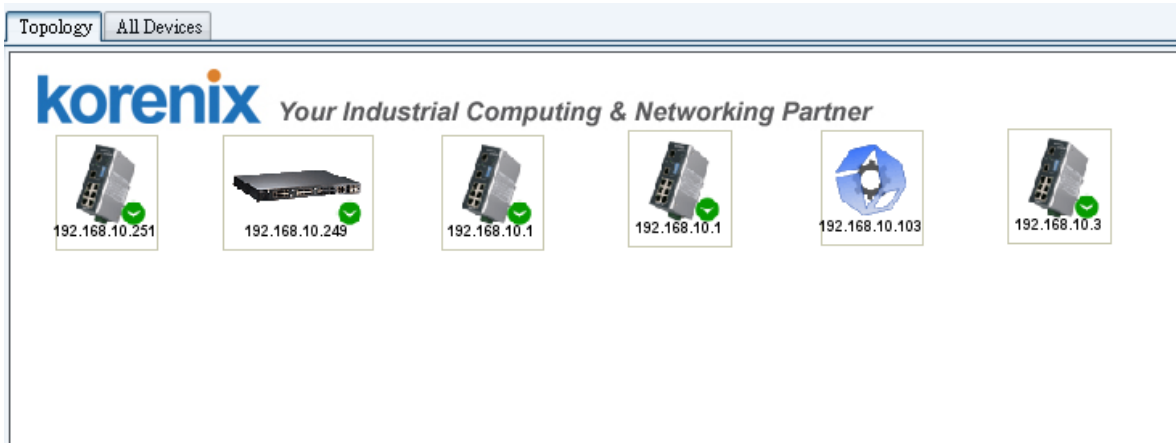 Topology All Devices
korenix Your Industrial Computing & Networking Partner
192.168.10.251 192.168.10.249 192.168.10.1 192.168.10.1 192.168.10.103 192.168.10.3